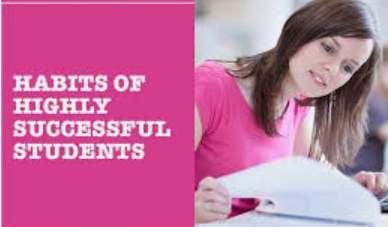 HABITS OF
HIGHLY
SUCCESSFUL
STUDENTS